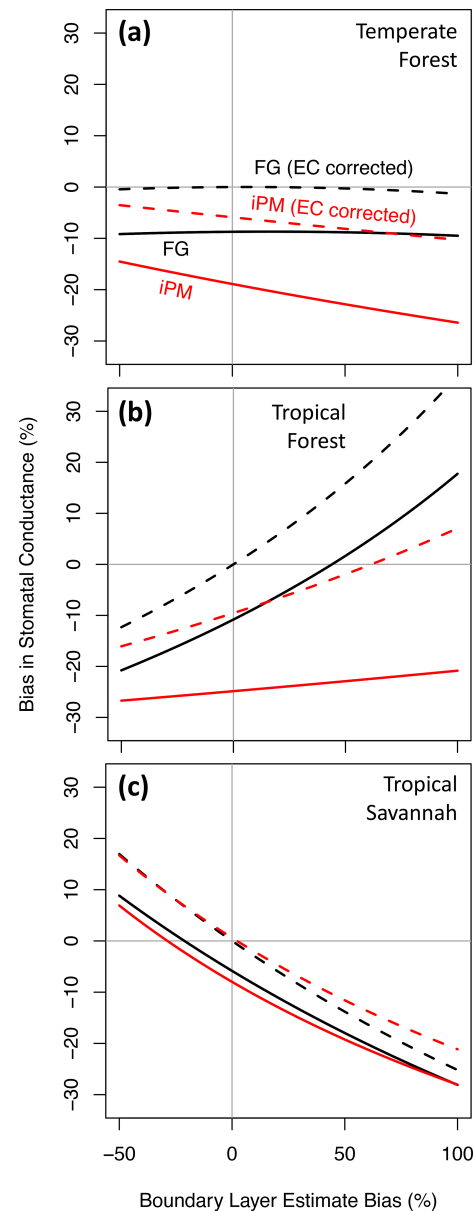 (a)
Temperate
Forest
30
20
10
0
−10
−20
−30
FG (EC corrected)
iPM (EC corrected)
FG
iPM
Bias in Stomatal Conductance (%)
(b)
Tropical
Forest
30
20
10
0
−10
−20
−30
(c)
Tropical
Savannah
30
20
10
0
−10
−20
−30
−50 0 50 100
Boundary Layer Estimate Bias (%)